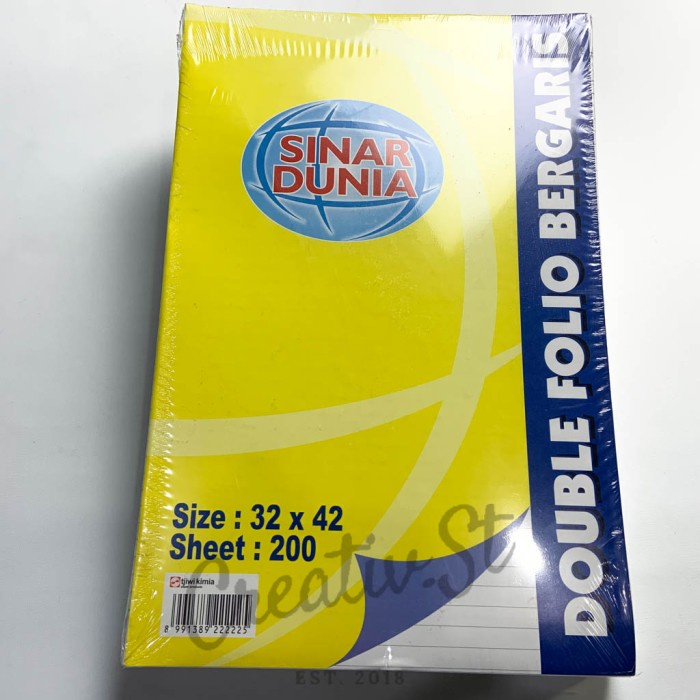 SINAR
DUNIA
DOUBLE FOLIO BERGARIS
Size : 32 x 42
Sheet : 200
tjiwi kimia
8 991389 222225
Creativ.St
EST. 2018